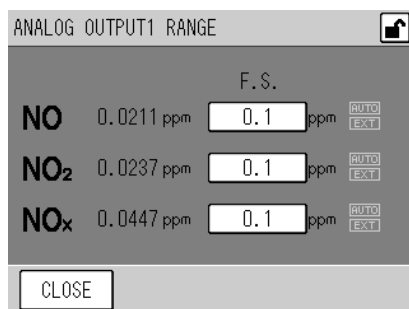 ANALOG OUTPUT1 RANGE
F.S.
NO 0.0211 ppm 0.1 ppm AUTO EXT
NO₂ 0.0237 ppm 0.1 ppm AUTO EXT
NOx 0.0447 ppm 0.1 ppm AUTO EXT
CLOSE